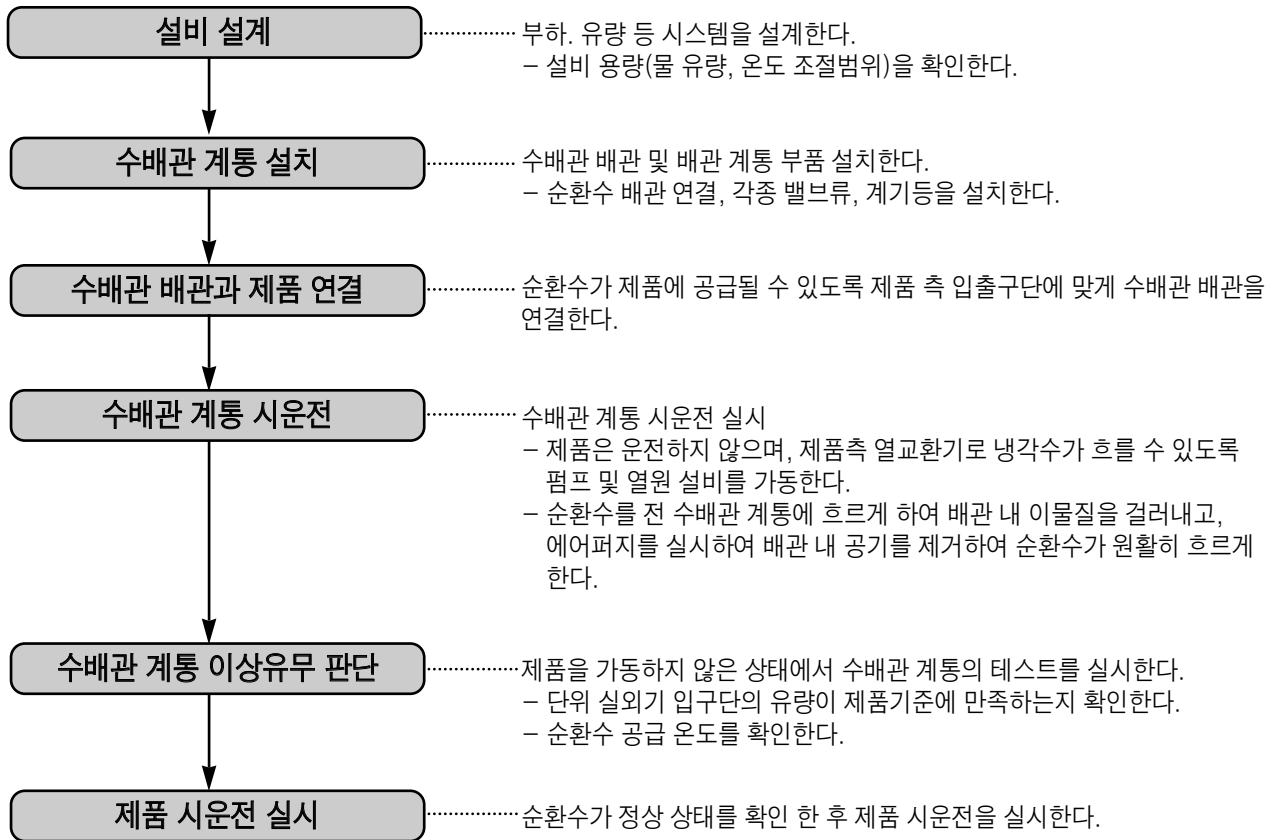 설비 설계
부하. 유량 등 시스템을 설계한다.
– 설비 용량(물 유량, 온도 조절범위)을 확인한다.
수배관 계통 설치
수배관 배관 및 배관 계통 부품 설치한다.
– 순환수 배관 연결, 각종 밸브류, 계기등을 설치한다.
수배관 배관과 제품 연결
순환수가 제품에 공급될 수 있도록 제품 측 입출구단에 맞게 수배관 배관을
연결한다.
수배관 계통 시운전
수배관 계통 시운전 실시
– 제품은 운전하지 않으며, 제품측 열교환기로 냉각수가 흐를 수 있도록
펌프 및 열원 설비를 가동한다.
– 순환수를 전 수배관 계통에 흐르게 하여 배관 내 이물질을 걸러내고,
에어퍼지를 실시하여 배관 내 공기를 제거하여 순환수가 원활히 흐르게
한다.
수배관 계통 이상유무 판단
제품을 가동하지 않은 상태에서 수배관 계통의 테스트를 실시한다.
– 단위 실외기 입구단의 유량이 제품기준에 만족하는지 확인한다.
– 순환수 공급 온도를 확인한다.
제품 시운전 실시
순환수가 정상 상태를 확인 한 후 제품 시운전을 실시한다.